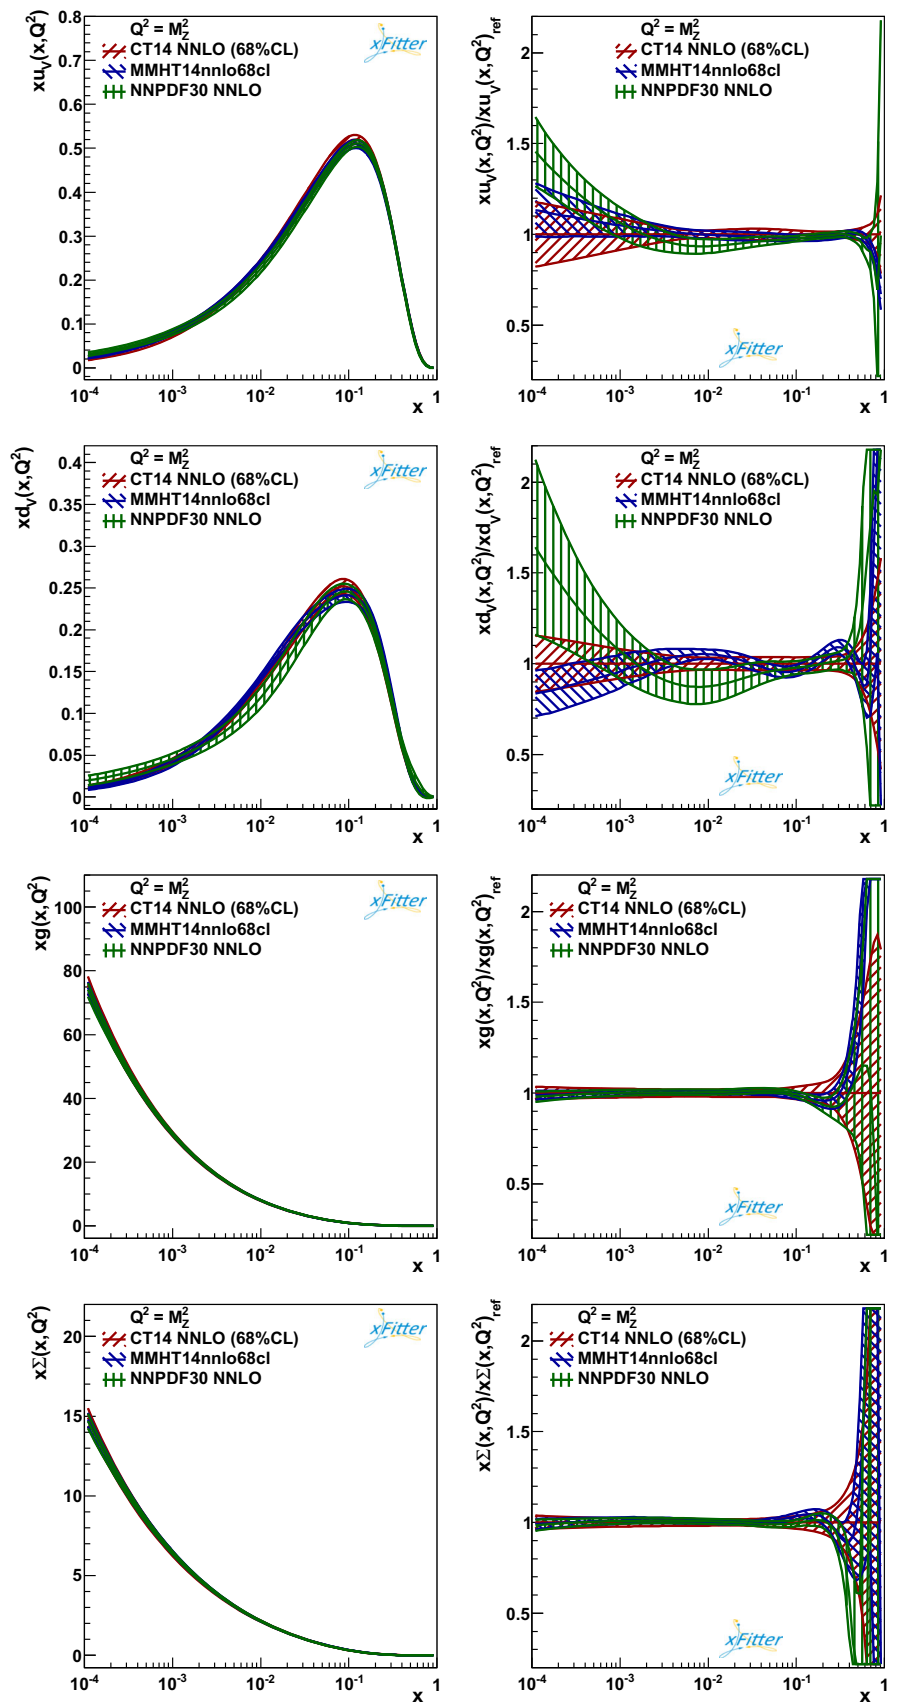 xu_V(x,Q²)
0.8
0.7
0.6
0.5
0.4
0.3
0.2
0.1
0
Q² = M_Z²
CT14 NNLO (68%CL)
MMHT14nnlo68cl
NNPDF30 NNLO
xFitter
10⁻⁴ 10⁻³ 10⁻² 10⁻¹ 1
x
xu_V(x,Q²)/xu_V(x,Q²)_ref
2
1.5
1
0.5
Q² = M_Z²
CT14 NNLO (68%CL)
MMHT14nnlo68cl
NNPDF30 NNLO
xFitter
10⁻⁴ 10⁻³ 10⁻² 10⁻¹ 1
x
xd_V(x,Q²)
0.4
0.35
0.3
0.25
0.2
0.15
0.1
0.05
0
Q² = M_Z²
CT14 NNLO (68%CL)
MMHT14nnlo68cl
NNPDF30 NNLO
xFitter
10⁻⁴ 10⁻³ 10⁻² 10⁻¹ 1
x
xd_V(x,Q²)/xd_V(x,Q²)_ref
2
1.5
1
0.5
Q² = M_Z²
CT14 NNLO (68%CL)
MMHT14nnlo68cl
NNPDF30 NNLO
xFitter
10⁻⁴ 10⁻³ 10⁻² 10⁻¹ 1
x
xg(x,Q²)
100
80
60
40
20
0
Q² = M_Z²
CT14 NNLO (68%CL)
MMHT14nnlo68cl
NNPDF30 NNLO
xFitter
10⁻⁴ 10⁻³ 10⁻² 10⁻¹ 1
x
xg(x,Q²)/xg(x,Q²)_ref
2
1.5
1
0.5
Q² = M_Z²
CT14 NNLO (68%CL)
MMHT14nnlo68cl
NNPDF30 NNLO
xFitter
10⁻⁴ 10⁻³ 10⁻² 10⁻¹ 1
x
xΣ(x,Q²)
20
15
10
5
0
Q² = M_Z²
CT14 NNLO (68%CL)
MMHT14nnlo68cl
NNPDF30 NNLO
xFitter
10⁻⁴ 10⁻³ 10⁻² 10⁻¹ 1
x
xΣ(x,Q²)/xΣ(x,Q²)_ref
2
1.5
1
0.5
Q² = M_Z²
CT14 NNLO (68%CL)
MMHT14nnlo68cl
NNPDF30 NNLO
xFitter
10⁻⁴ 10⁻³ 10⁻² 10⁻¹ 1
x